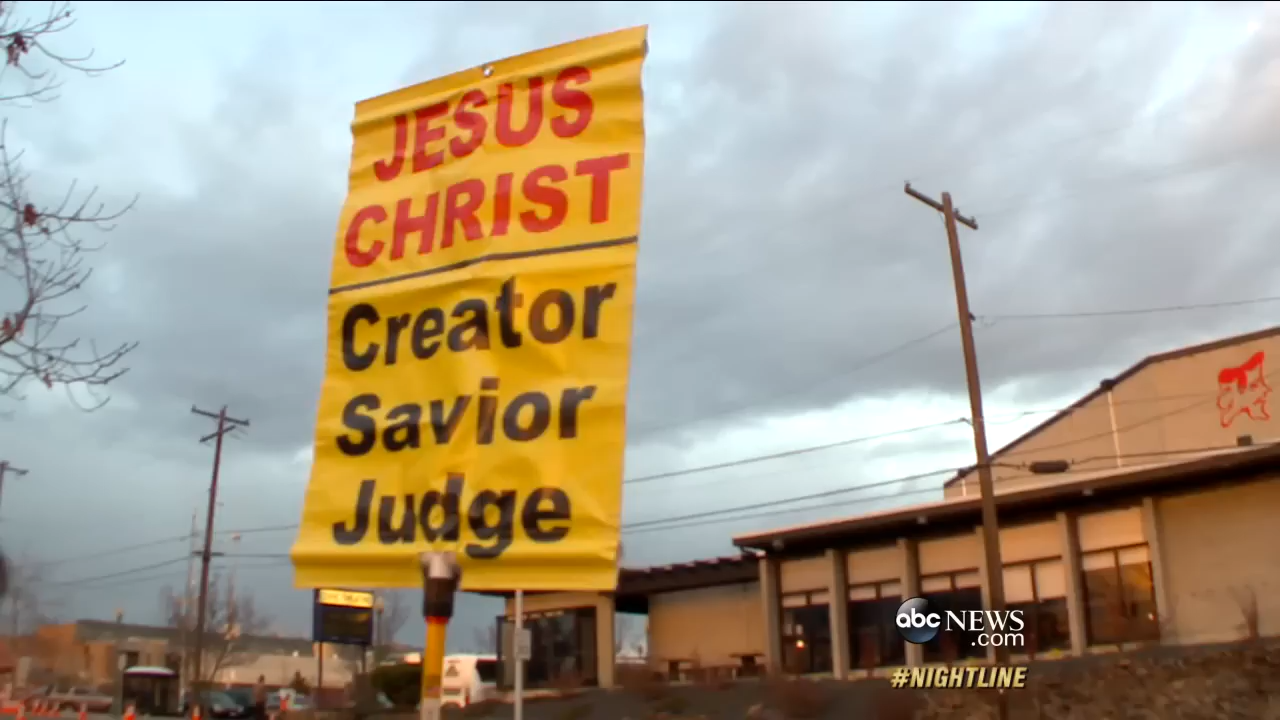 JESUS
CHRIST
Creator
Savior
Judge
abc NEWS
.com
#NIGHTLINE